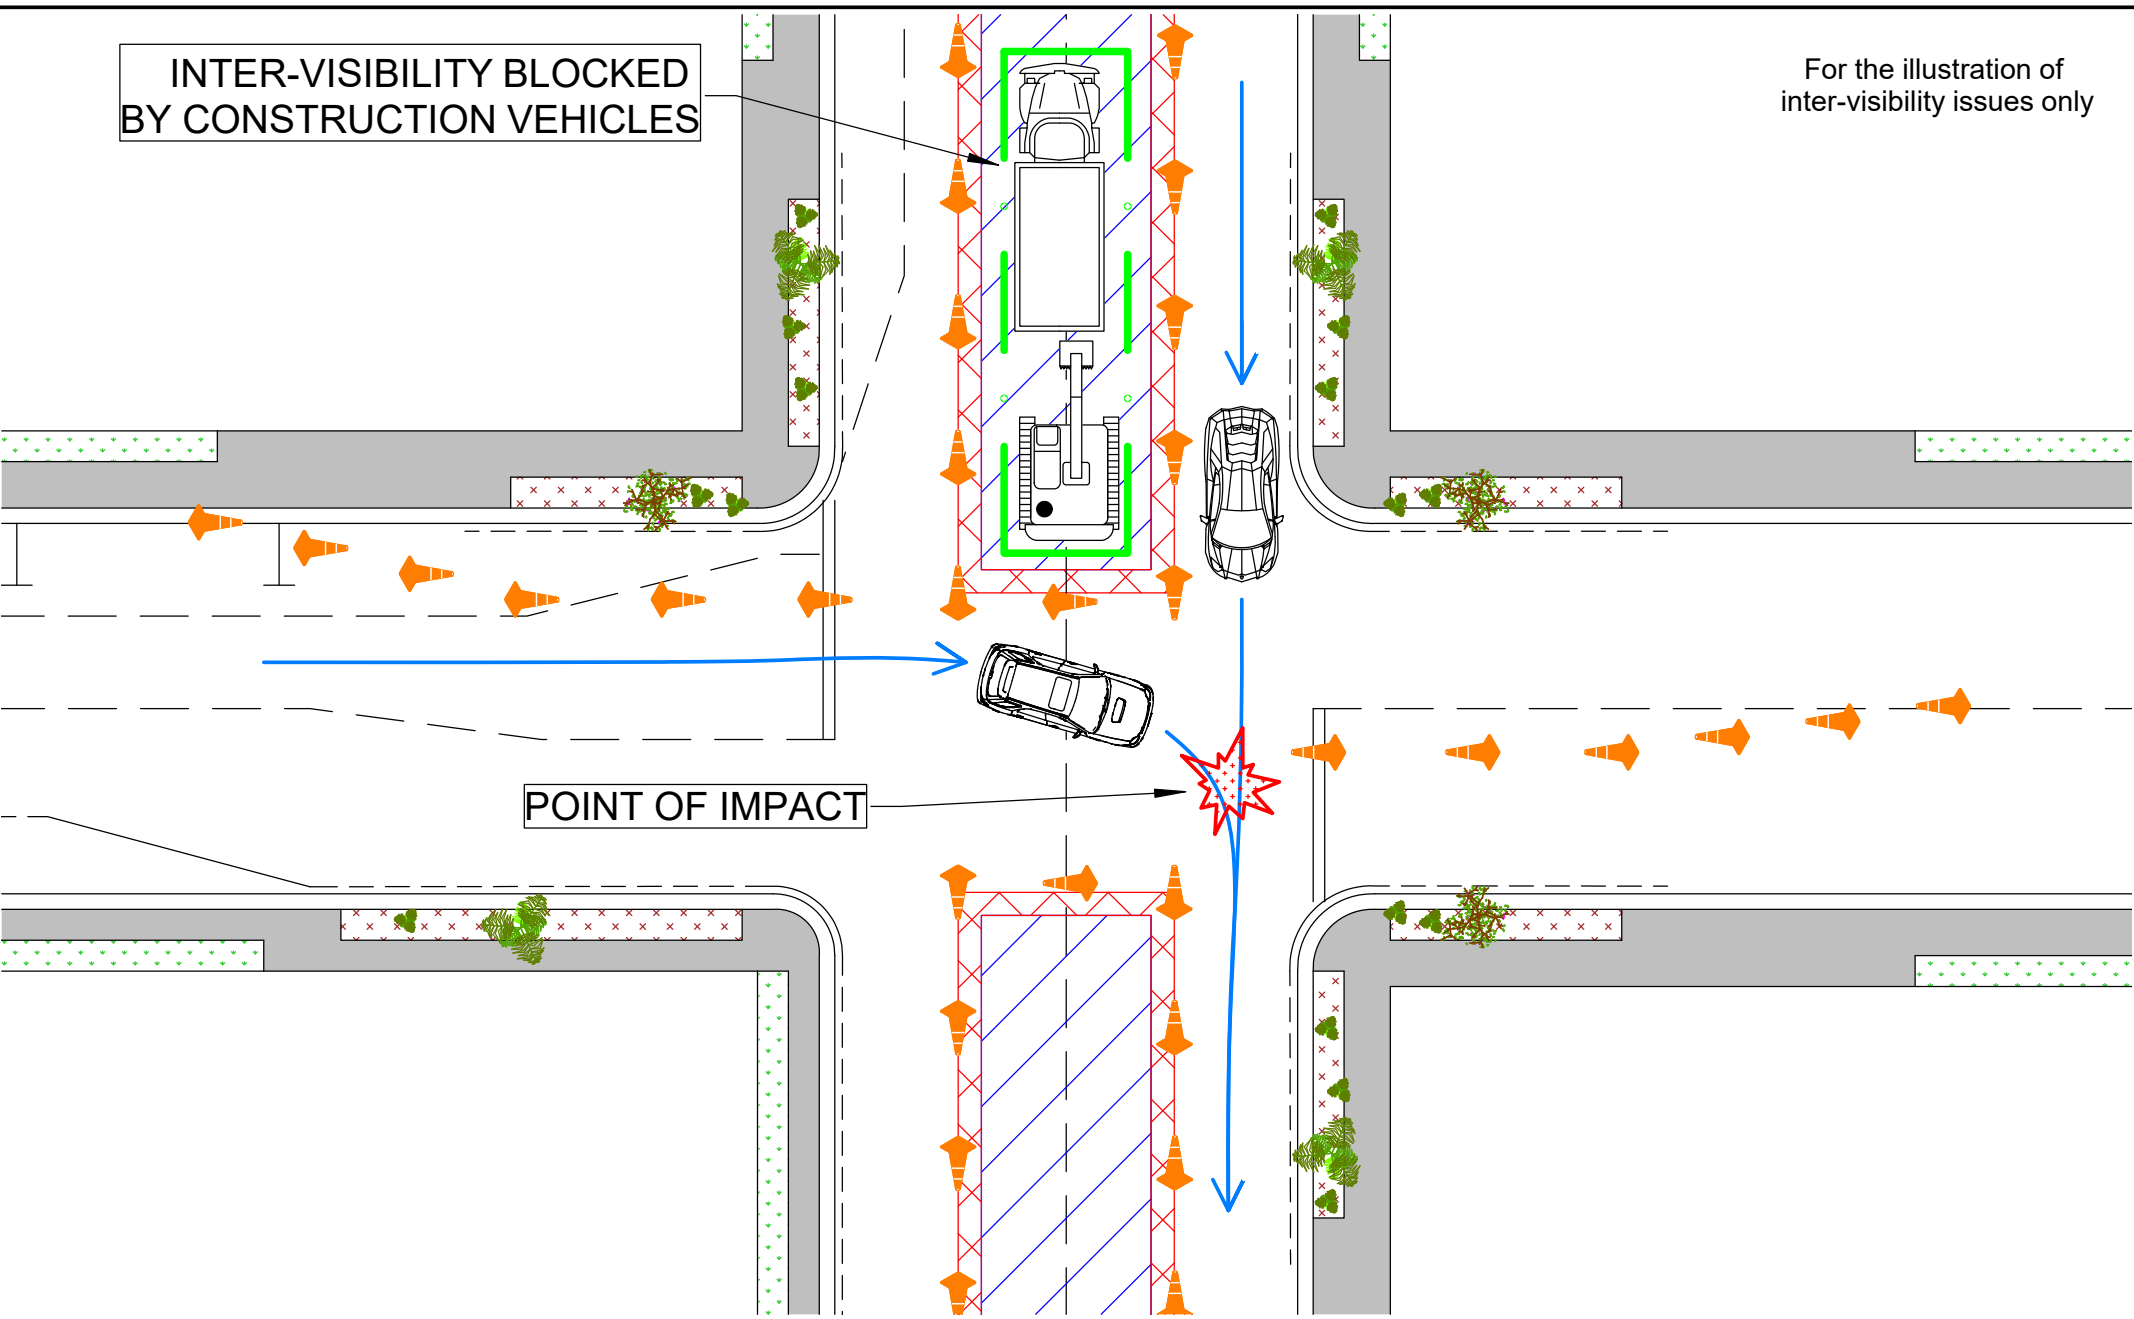 INTER-VISIBILITY BLOCKED
BY CONSTRUCTION VEHICLES
For the illustration of
inter-visibility issues only
POINT OF IMPACT